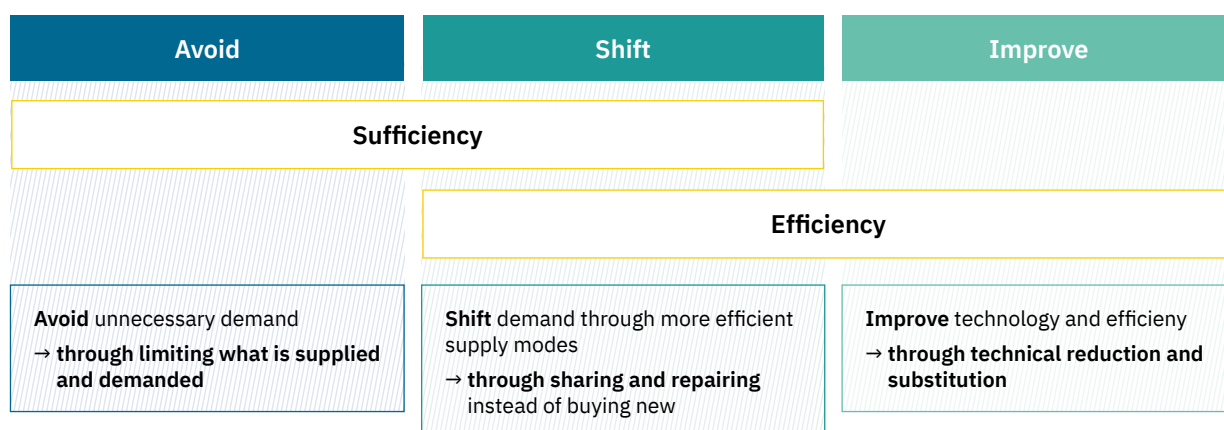 Avoid
Shift
Improve
Sufficiency
Efficiency
Avoid unnecessary demand
→ through limiting what is supplied
and demanded
Shift demand through more efficient
supply modes
→ through sharing and repairing
instead of buying new
Improve technology and efficieny
→ through technical reduction and
substitution